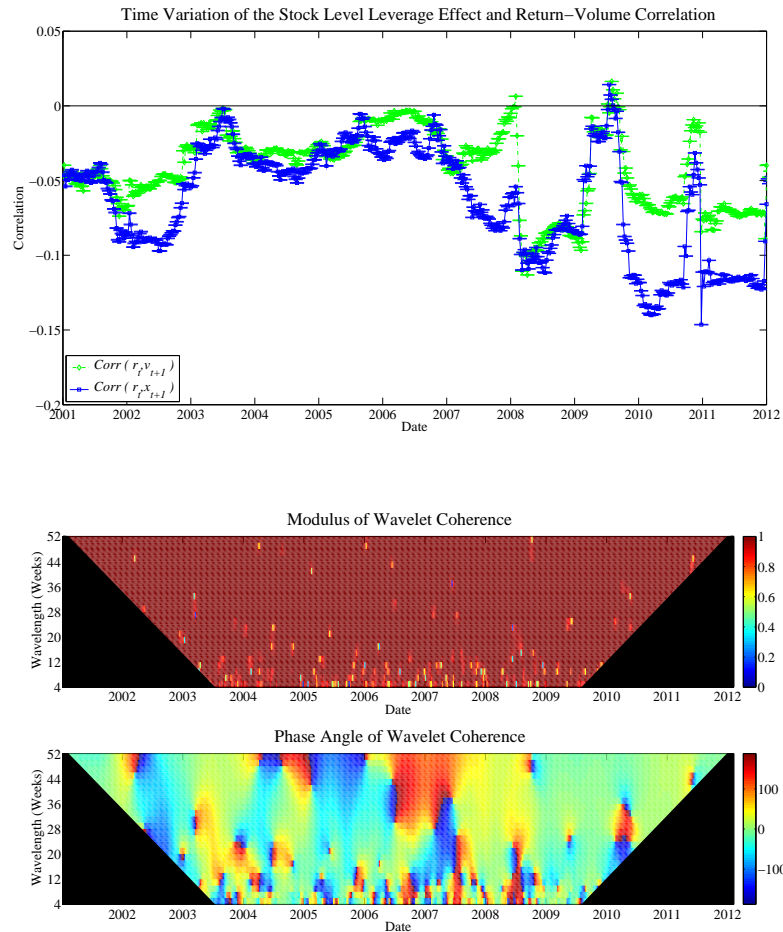 Time Variation of the Stock Level Leverage Effect and Return−Volume Correlation
0.05
0
−0.05
−0.1
−0.15
−0.2
Correlation
Corr ( r_t,v_{t+1} )
Corr ( r_t,x_{t+1} )
2001 2002 2003 2004 2005 2006 2007 2008 2009 2010 2011 2012
Date
Modulus of Wavelet Coherence
52
44
36
28
20
12
4
Wavelength (Weeks)
1
0.8
0.6
0.4
0.2
0
2002 2003 2004 2005 2006 2007 2008 2009 2010 2011 2012
Date
Phase Angle of Wavelet Coherence
52
44
36
28
20
12
4
Wavelength (Weeks)
100
0
−100
2002 2003 2004 2005 2006 2007 2008 2009 2010 2011 2012
Date